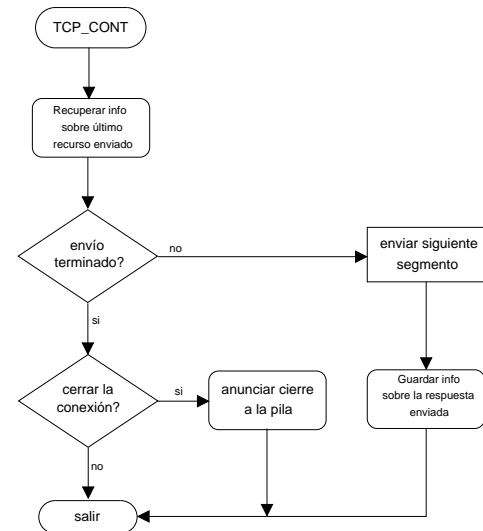 TCP_CONT
Recuperar info
sobre último
recurso enviado
envío
terminado?
no
enviar siguiente
segmento
si
cerrar la
conexión?
si
anunciar cierre
a la pila
Guardar info
sobre la respuesta
enviada
no
salir